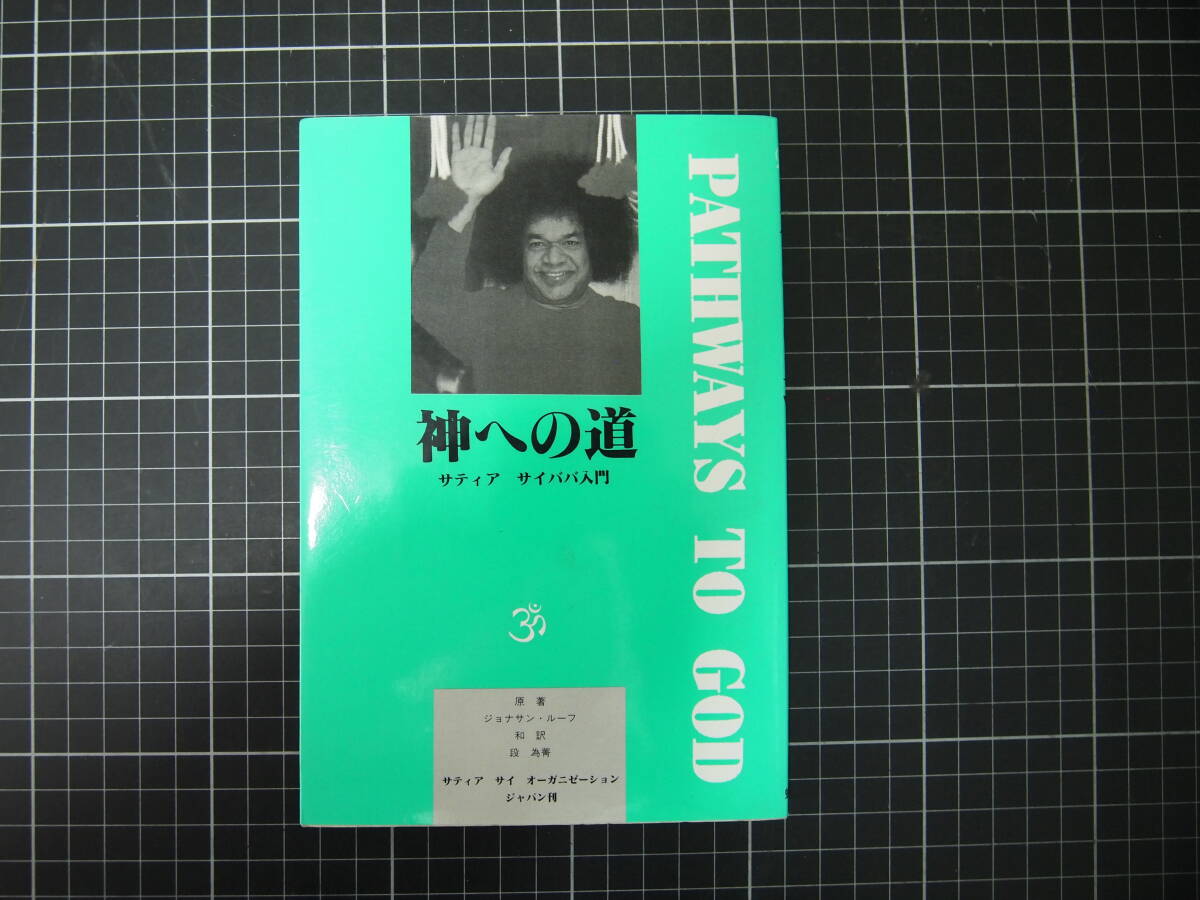 神への道
サティア サイババ入門
PATHWAYS TO GOD
ॐ
原 著
ジョナサン・ルーフ
和 訳
段 為菁
サティア サイ オーガニゼーション
ジャパン刊